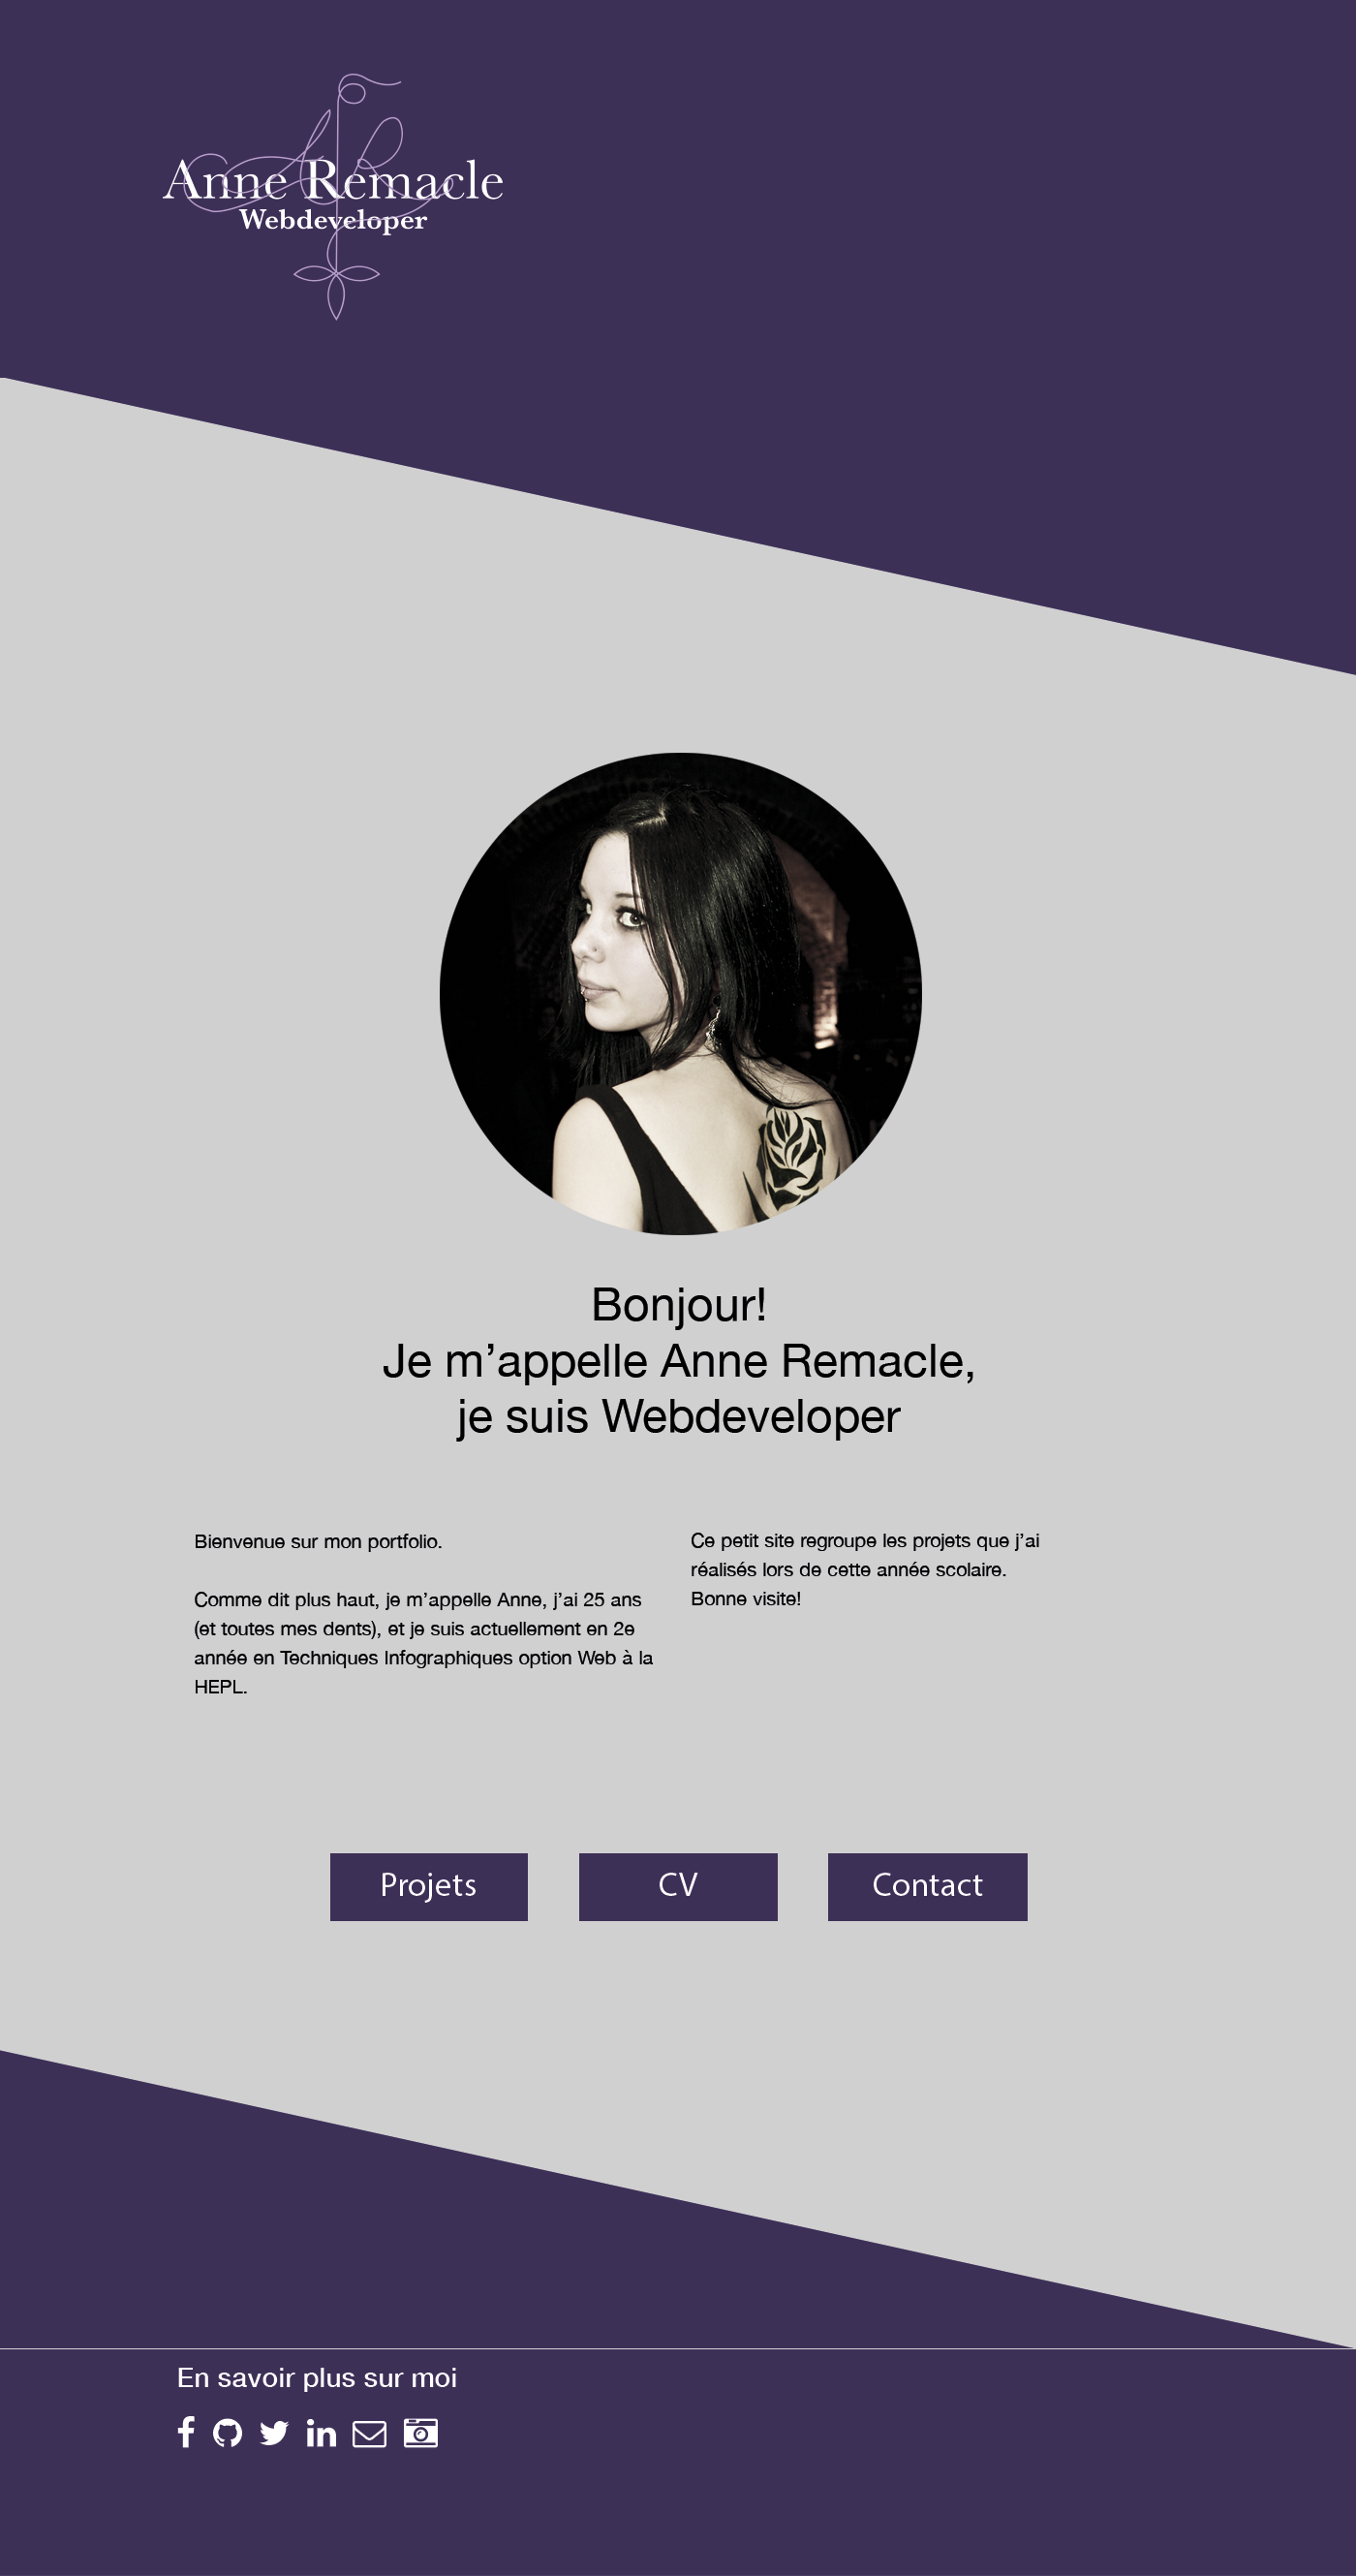 Anne Remacle
Webdeveloper
Bonjour!
Je m’appelle Anne Remacle,
je suis Webdeveloper
Bienvenue sur mon portfolio.
Comme dit plus haut, je m’appelle Anne, j’ai 25 ans
(et toutes mes dents), et je suis actuellement en 2e
année en Techniques Infographiques option Web à la
HEPL.
Ce petit site regroupe les projets que j’ai
réalisés lors de cette année scolaire.
Bonne visite!
Projets
CV
Contact
En savoir plus sur moi